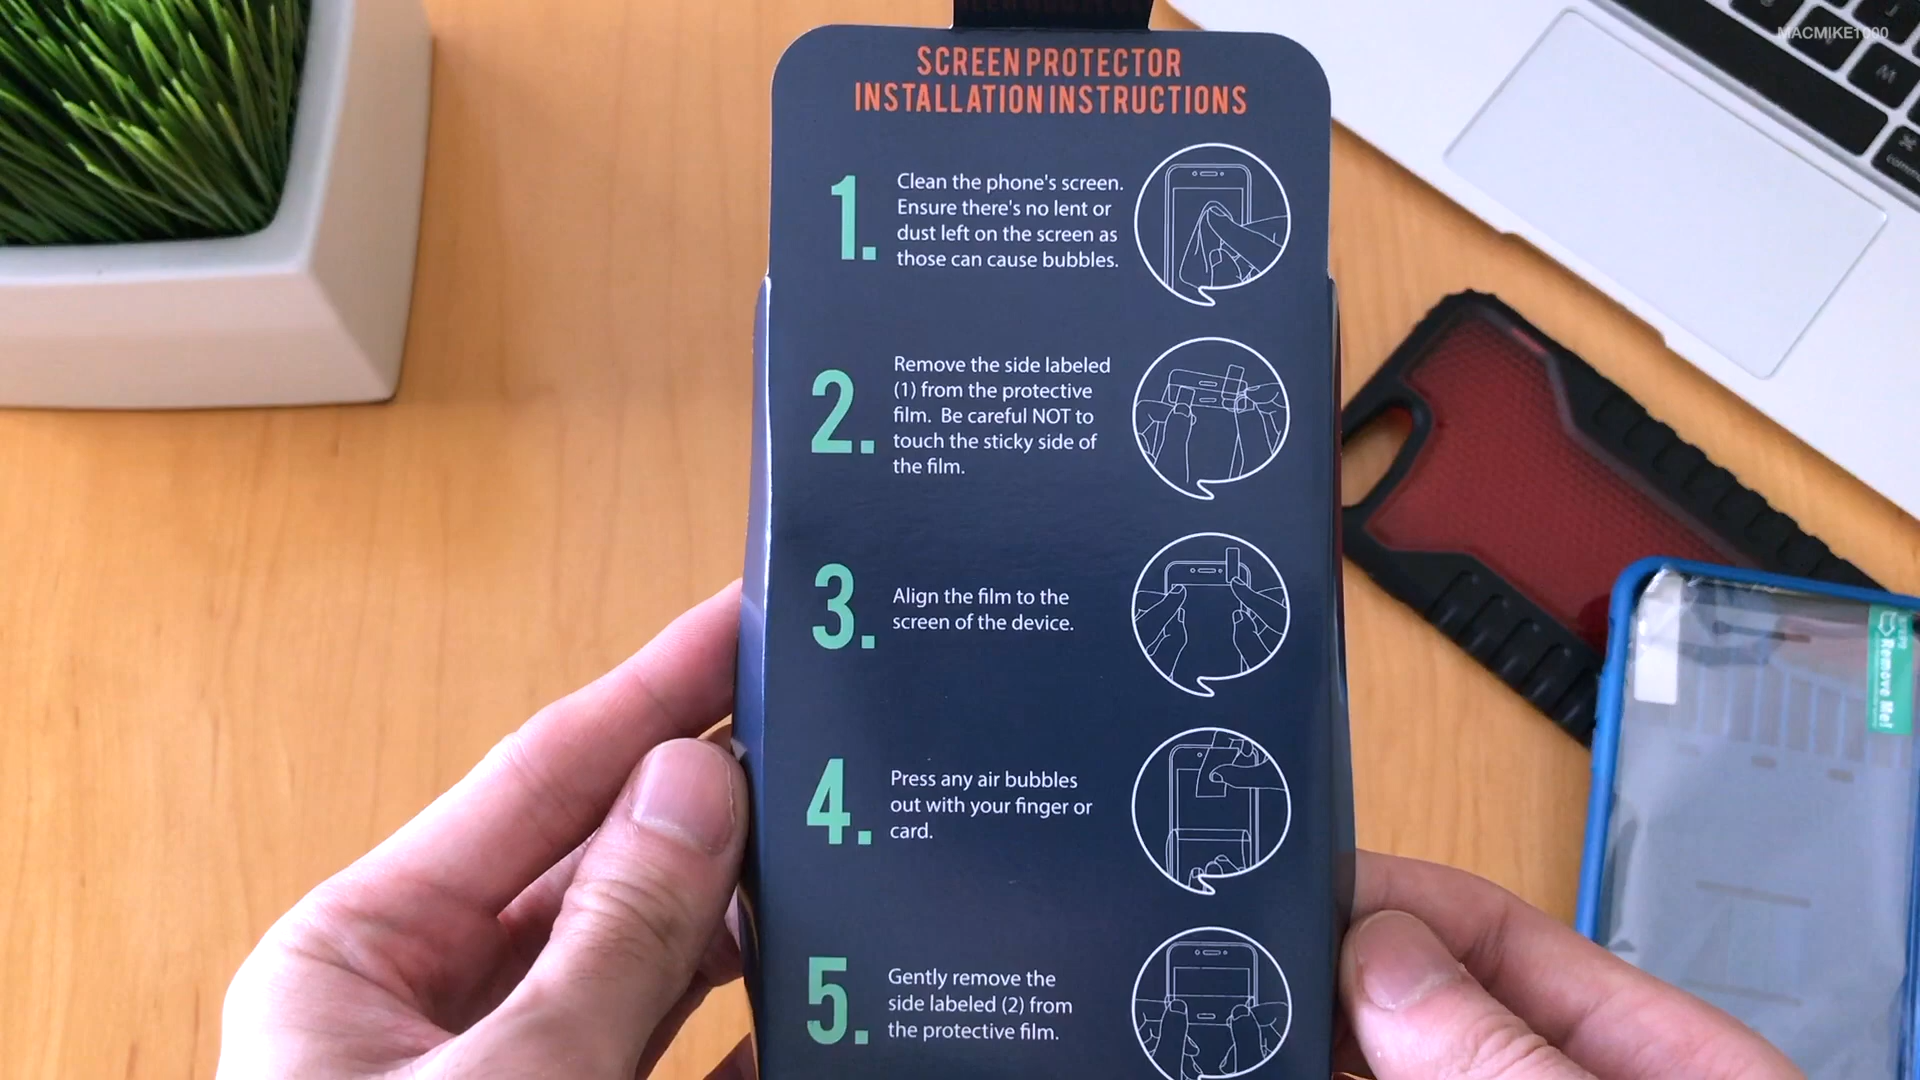 MACMIKE1000
SCREEN PROTECTOR
INSTALLATION INSTRUCTIONS
1.
Clean the phone's screen.
Ensure there's no lent or
dust left on the screen as
those can cause bubbles.
2.
Remove the side labeled
(1) from the protective
film. Be careful NOT to
touch the sticky side of
the film.
3.
Align the film to the
screen of the device.
4.
Press any air bubbles
out with your finger or
card.
5.
Gently remove the
side labeled (2) from
the protective film.
Remove Me!
M
⌘